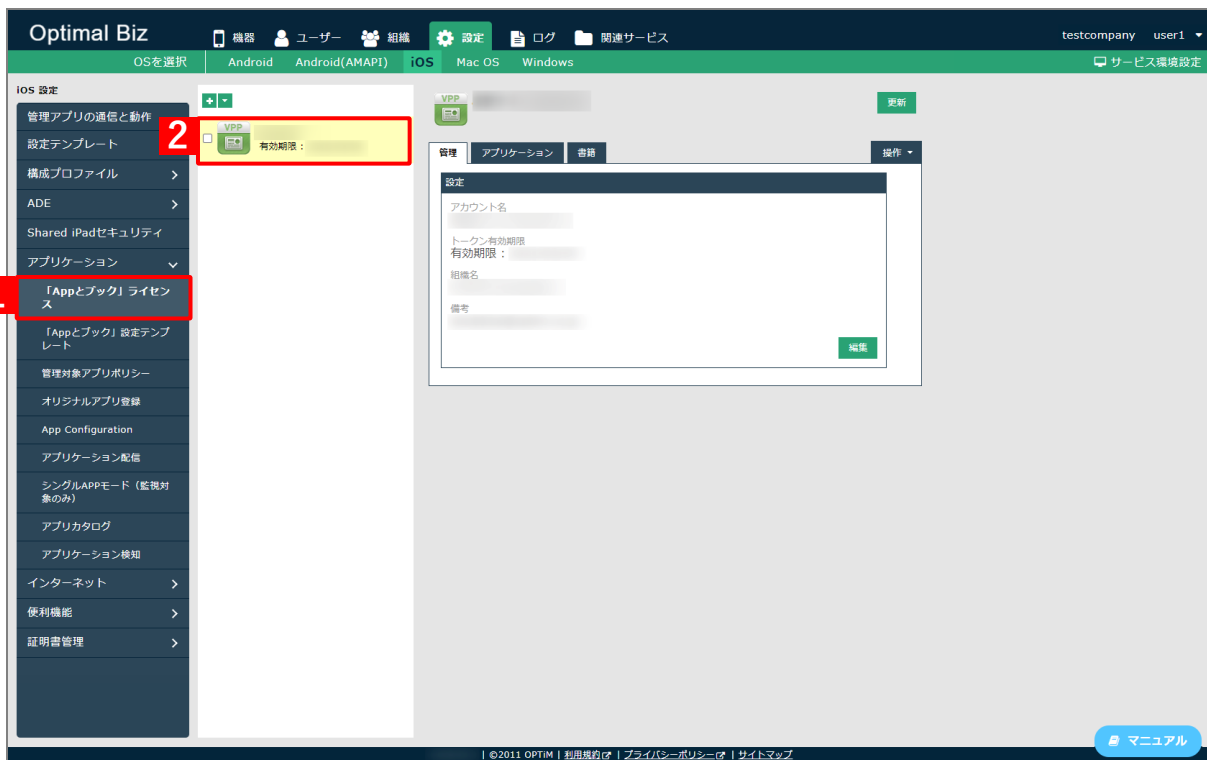 Optimal Biz
機器 ユーザー 組織 設定 ログ 関連サービス
testcompany user1
OSを選択 Android Android(AMAPI) iOS Mac OS Windows
サービス環境設定
iOS 設定
管理アプリの通信と動作
設定テンプレート
構成プロファイル
ADE
Shared iPadセキュリティ
アプリケーション
「Appとブック」ライセン
ス
「Appとブック」設定テンプ
レート
管理対象アプリポリシー
オリジナルアプリ登録
App Configuration
アプリケーション配信
シングルAPPモード（監視対
象のみ）
アプリカタログ
アプリケーション検知
インターネット
便利機能
証明書管理
2
VPP
有効期限：
VPP
更新
管理 アプリケーション 書籍
操作
設定
アカウント名
トークン有効期限
有効期限：
組織名
備考
編集
マニュアル
| ©2011 OPTiM | 利用規約 | プライバシーポリシー | サイトマップ